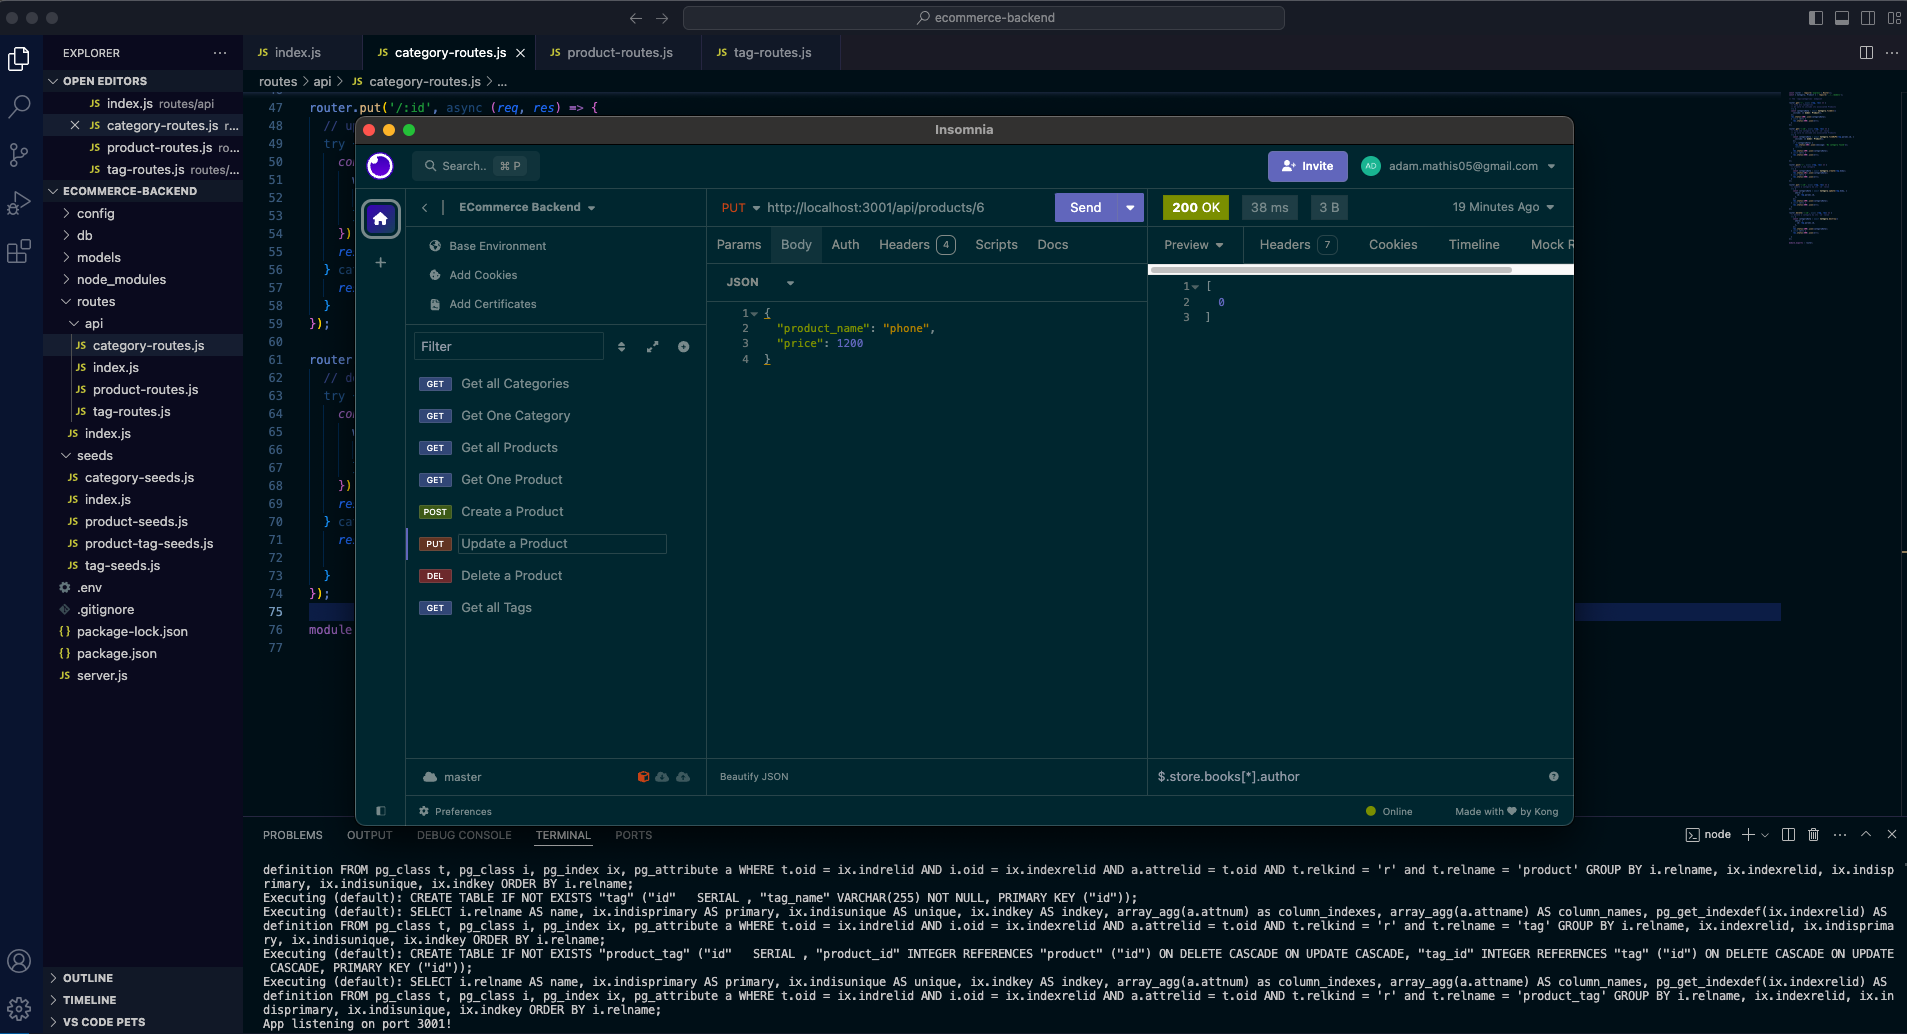 ecommerce-backend
EXPLORER
index.js
category-routes.js
product-routes.js
tag-routes.js
OPEN EDITORS
index.js routes/api
category-routes.js r...
product-routes.js ro...
tag-routes.js routes/...
ECOMMERCE-BACKEND
config
db
models
node_modules
routes
api
category-routes.js
index.js
product-routes.js
tag-routes.js
index.js
seeds
category-seeds.js
index.js
product-seeds.js
product-tag-seeds.js
tag-seeds.js
.env
.gitignore
package-lock.json
package.json
server.js
OUTLINE
TIMELINE
VS CODE PETS
routes > api > JS category-routes.js > ...
47 router.put('/:id', async (req, res) => {
48 // u
49 try
50 co
51
52
53
54 })
55 re
56 } ca
57 re
58 }
59 });
60
61 router
62 // d
63 try
64 co
65
66
67
68 })
69 re
70 } ca
71 re
72
73 }
74 });
75
76 module
77
Insomnia
Search.. ⌘ P
Invite
AD adam.mathis05@gmail.com
ECommerce Backend
Base Environment
Add Cookies
Add Certificates
Filter
GET Get all Categories
GET Get One Category
GET Get all Products
GET Get One Product
POST Create a Product
PUT Update a Product
DEL Delete a Product
GET Get all Tags
master
Preferences
PUT http://localhost:3001/api/products/6
Send
Params Body Auth Headers 4 Scripts Docs
JSON
1 {
2 "product_name": "phone",
3 "price": 1200
4 }
Beautify JSON
200 OK 38 ms 3 B 19 Minutes Ago
Preview Headers 7 Cookies Timeline Mock R
1 [
2 0
3 ]
$.store.books[*].author
Online
Made with ♥ by Kong
PROBLEMS OUTPUT DEBUG CONSOLE TERMINAL PORTS
node
definition FROM pg_class t, pg_class i, pg_index ix, pg_attribute a WHERE t.oid = ix.indrelid AND i.oid = ix.indexrelid AND a.attrelid = t.oid AND t.relkind = 'r' and t.relname = 'product' GROUP BY i.relname, ix.indexrelid, ix.indisp
rimary, ix.indisunique, ix.indkey ORDER BY i.relname;
Executing (default): CREATE TABLE IF NOT EXISTS "tag" ("id" SERIAL , "tag_name" VARCHAR(255) NOT NULL, PRIMARY KEY ("id"));
Executing (default): SELECT i.relname AS name, ix.indisprimary AS primary, ix.indisunique AS unique, ix.indkey AS indkey, array_agg(a.attnum) as column_indexes, array_agg(a.attname) AS column_names, pg_get_indexdef(ix.indexrelid) AS
definition FROM pg_class t, pg_class i, pg_index ix, pg_attribute a WHERE t.oid = ix.indrelid AND i.oid = ix.indexrelid AND a.attrelid = t.oid AND t.relkind = 'r' and t.relname = 'tag' GROUP BY i.relname, ix.indexrelid, ix.indisprima
ry, ix.indisunique, ix.indkey ORDER BY i.relname;
Executing (default): CREATE TABLE IF NOT EXISTS "product_tag" ("id" SERIAL , "product_id" INTEGER REFERENCES "product" ("id") ON DELETE CASCADE ON UPDATE CASCADE, "tag_id" INTEGER REFERENCES "tag" ("id") ON DELETE CASCADE ON UPDATE
CASCADE, PRIMARY KEY ("id"));
Executing (default): SELECT i.relname AS name, ix.indisprimary AS primary, ix.indisunique AS unique, ix.indkey AS indkey, array_agg(a.attnum) as column_indexes, array_agg(a.attname) AS column_names, pg_get_indexdef(ix.indexrelid) AS
definition FROM pg_class t, pg_class i, pg_index ix, pg_attribute a WHERE t.oid = ix.indrelid AND i.oid = ix.indexrelid AND a.attrelid = t.oid AND t.relkind = 'r' and t.relname = 'product_tag' GROUP BY i.relname, ix.indexrelid, ix.in
disprimary, ix.indisunique, ix.indkey ORDER BY i.relname;
App listening on port 3001!